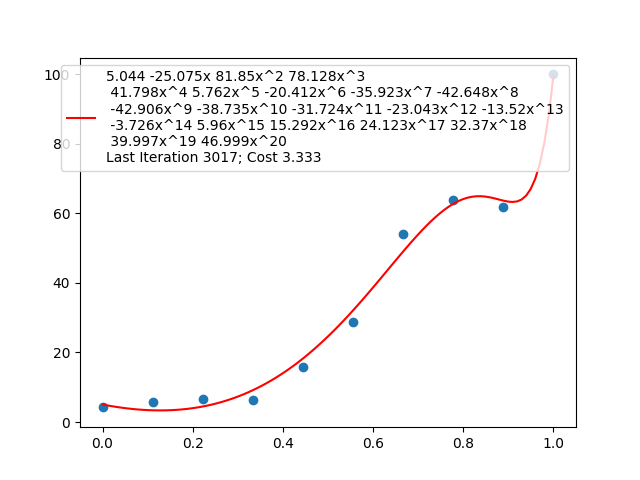 5.044 -25.075x 81.85x^2 78.128x^3
41.798x^4 5.762x^5 -20.412x^6 -35.923x^7 -42.648x^8
-42.906x^9 -38.735x^10 -31.724x^11 -23.043x^12 -13.52x^13
-3.726x^14 5.96x^15 15.292x^16 24.123x^17 32.37x^18
39.997x^19 46.999x^20
Last Iteration 3017; Cost 3.333
100
80
60
40
20
0
0.0 0.2 0.4 0.6 0.8 1.0